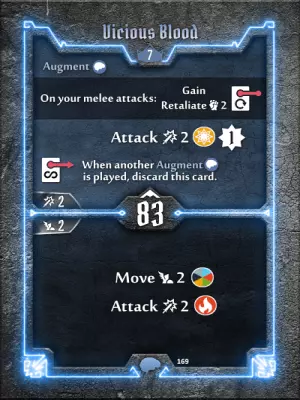 Vicious Blood
7
Augment
On your melee attacks: Gain
Retaliate 2
Attack 2 1
When another Augment
is played, discard this card.
2
83
2
Move 2
Attack 2
169